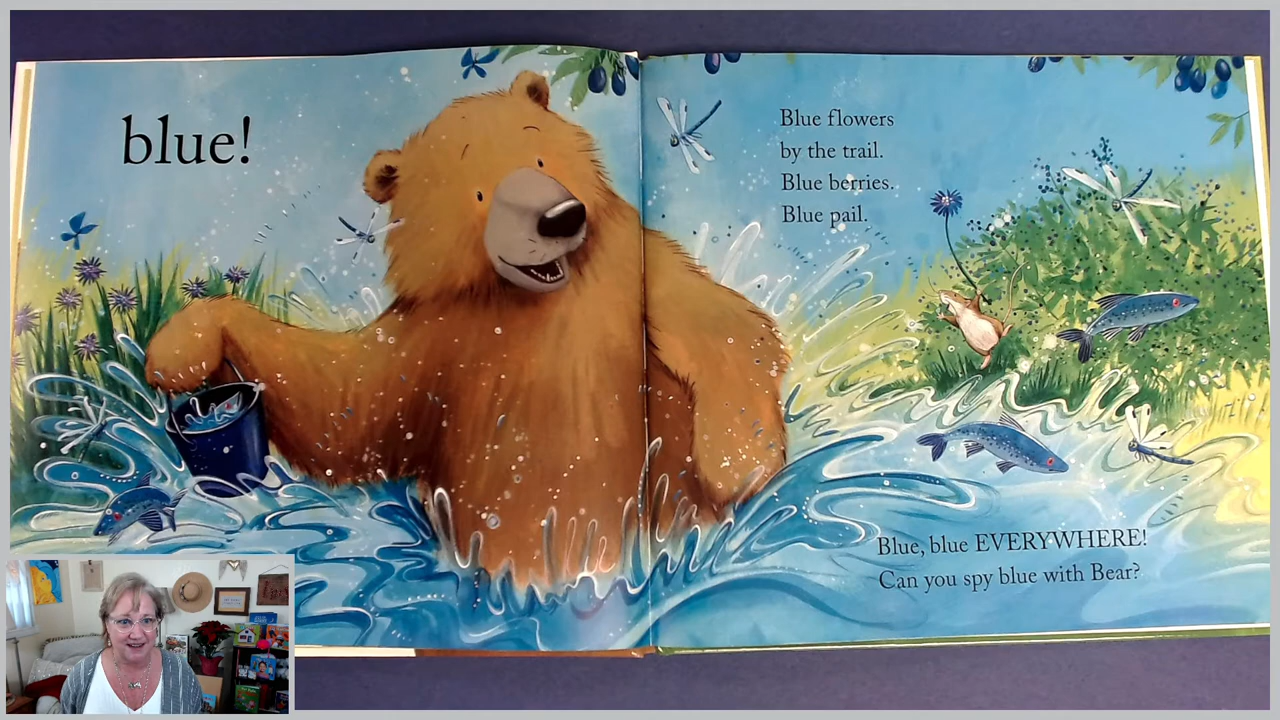 blue!
Blue flowers
by the trail.
Blue berries.
Blue pail.
Blue, blue EVERYWHERE!
Can you spy blue with Bear?